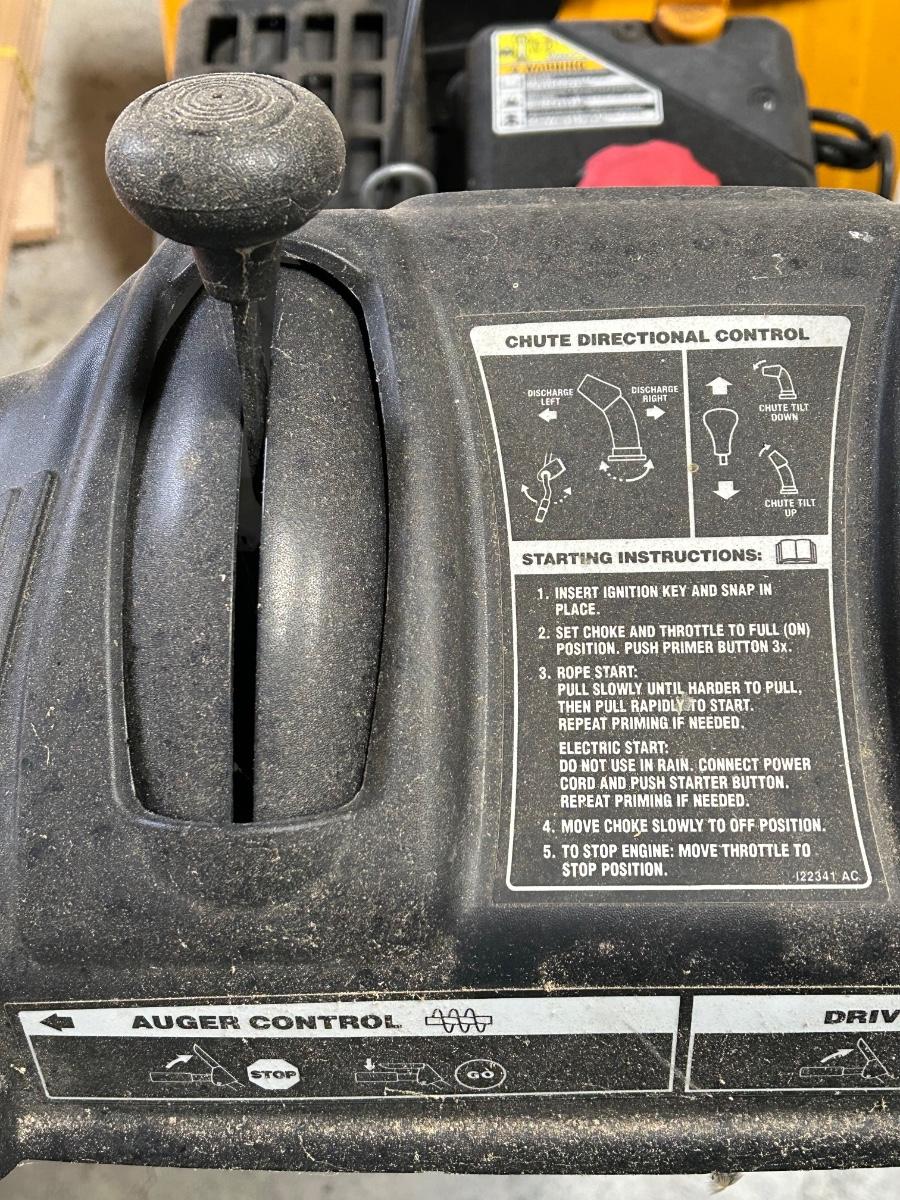 WARNING
CHUTE DIRECTIONAL CONTROL
DISCHARGE
LEFT
DISCHARGE
RIGHT
CHUTE TILT
DOWN
CHUTE TILT
UP
STARTING INSTRUCTIONS:
1. INSERT IGNITION KEY AND SNAP IN
PLACE.
2. SET CHOKE AND THROTTLE TO FULL (ON)
POSITION. PUSH PRIMER BUTTON 3x.
3. ROPE START:
PULL SLOWLY UNTIL HARDER TO PULL,
THEN PULL RAPIDLY TO START.
REPEAT PRIMING IF NEEDED.
ELECTRIC START:
DO NOT USE IN RAIN. CONNECT POWER
CORD AND PUSH STARTER BUTTON.
REPEAT PRIMING IF NEEDED.
4. MOVE CHOKE SLOWLY TO OFF POSITION.
5. TO STOP ENGINE: MOVE THROTTLE TO
STOP POSITION.
I22341 AC
AUGER CONTROL
DRIV
STOP
GO